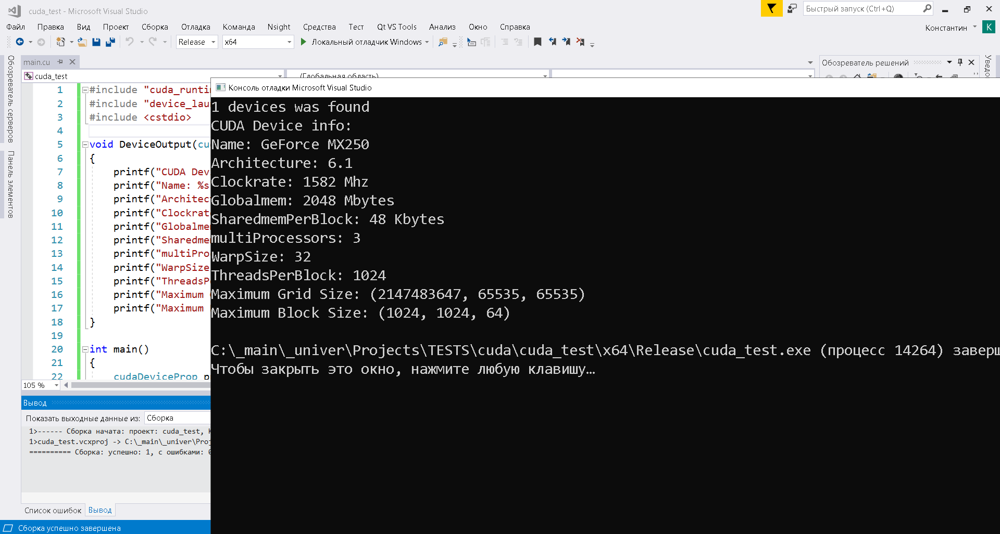 cuda_test - Microsoft Visual Studio
Быстрый запуск (Ctrl+Q)
Файл Правка Вид Проект Сборка Отладка Команда Nsight Средства Тест Qt VS Tools Анализ Окно Справка
Константин K
Release x64 Локальный отладчик Windows
Обозреватель серверов
Панель элементов
main.cu
cuda_test
(Глобальная область)
Обозреватель решений
1 #include "cuda_runti
2 #include "device_lau
3 #include <cstdio>
4
5 void DeviceOutput(cu
6 {
7 printf("CUDA Dev
8 printf("Name: %s
9 printf("Architec
10 printf("Clockrat
11 printf("Globalme
12 printf("Sharedme
13 printf("multiPro
14 printf("WarpSize
15 printf("ThreadsP
16 printf("Maximum
17 printf("Maximum
18 }
19
20 int main()
21 {
22 cudaDeviceProp p
105 %
Консоль отладки Microsoft Visual Studio
1 devices was found
CUDA Device info:
Name: GeForce MX250
Architecture: 6.1
Clockrate: 1582 Mhz
Globalmem: 2048 Mbytes
SharedmemPerBlock: 48 Kbytes
multiProcessors: 3
WarpSize: 32
ThreadsPerBlock: 1024
Maximum Grid Size: (2147483647, 65535, 65535)
Maximum Block Size: (1024, 1024, 64)
C:\_main\_univer\Projects\TESTS\cuda\cuda_test\x64\Release\cuda_test.exe (процесс 14264) заверш
Чтобы закрыть это окно, нажмите любую клавишу…
Вывод
Показать выходные данные из: Сборка
1>------ Сборка начата: проект: cuda_test, К
1>cuda_test.vcxproj -> C:\_main\_univer\Proj
========== Сборка: успешно: 1, с ошибками: 0
Список ошибок Вывод
Сборка успешно завершена